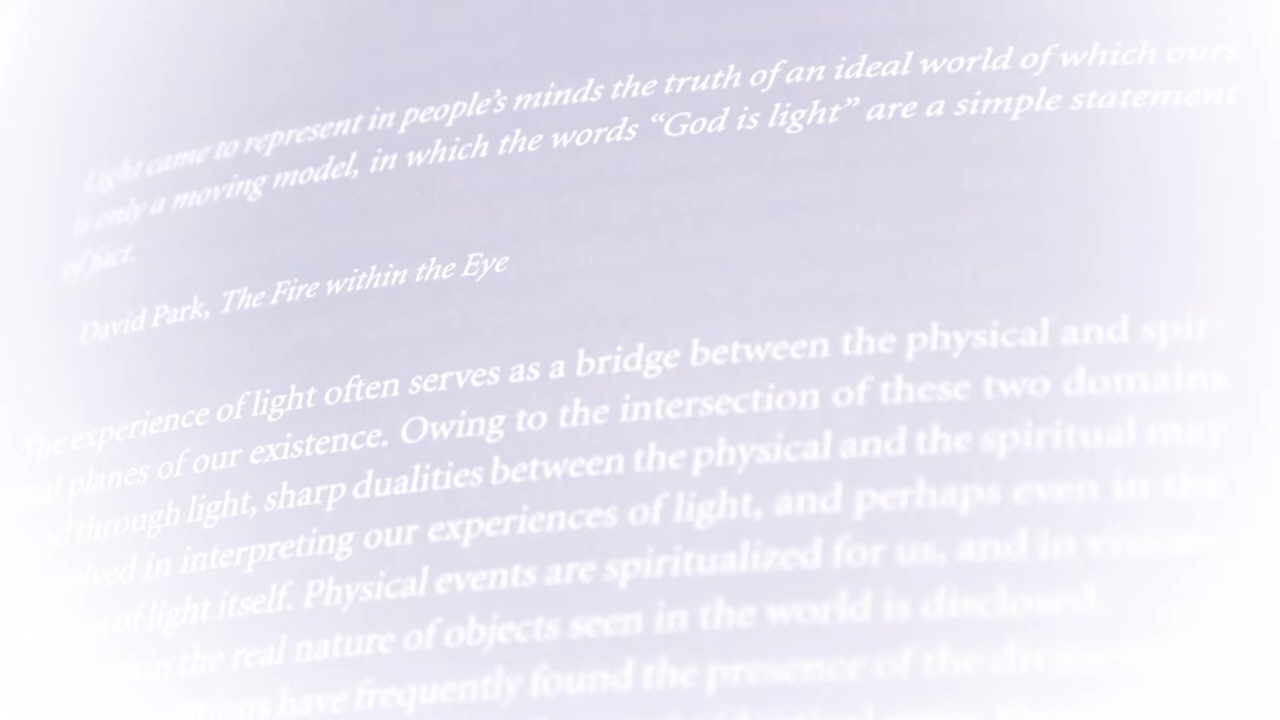 Light came to represent in people's minds the truth of an ideal world of which ours
is only a moving model, in which the words “God is light” are a simple statement
of fact.
David Park, The Fire within the Eye
The experience of light often serves as a bridge between the physical and spir-
planes of our existence. Owing to the intersection of these two domains
through light, sharp dualities between the physical and the spiritual may
in interpreting our experiences of light, and perhaps even in the
of light itself. Physical events are spiritualized for us, and in
the real nature of objects seen in the world is disclosed.
have frequently found the presence of the